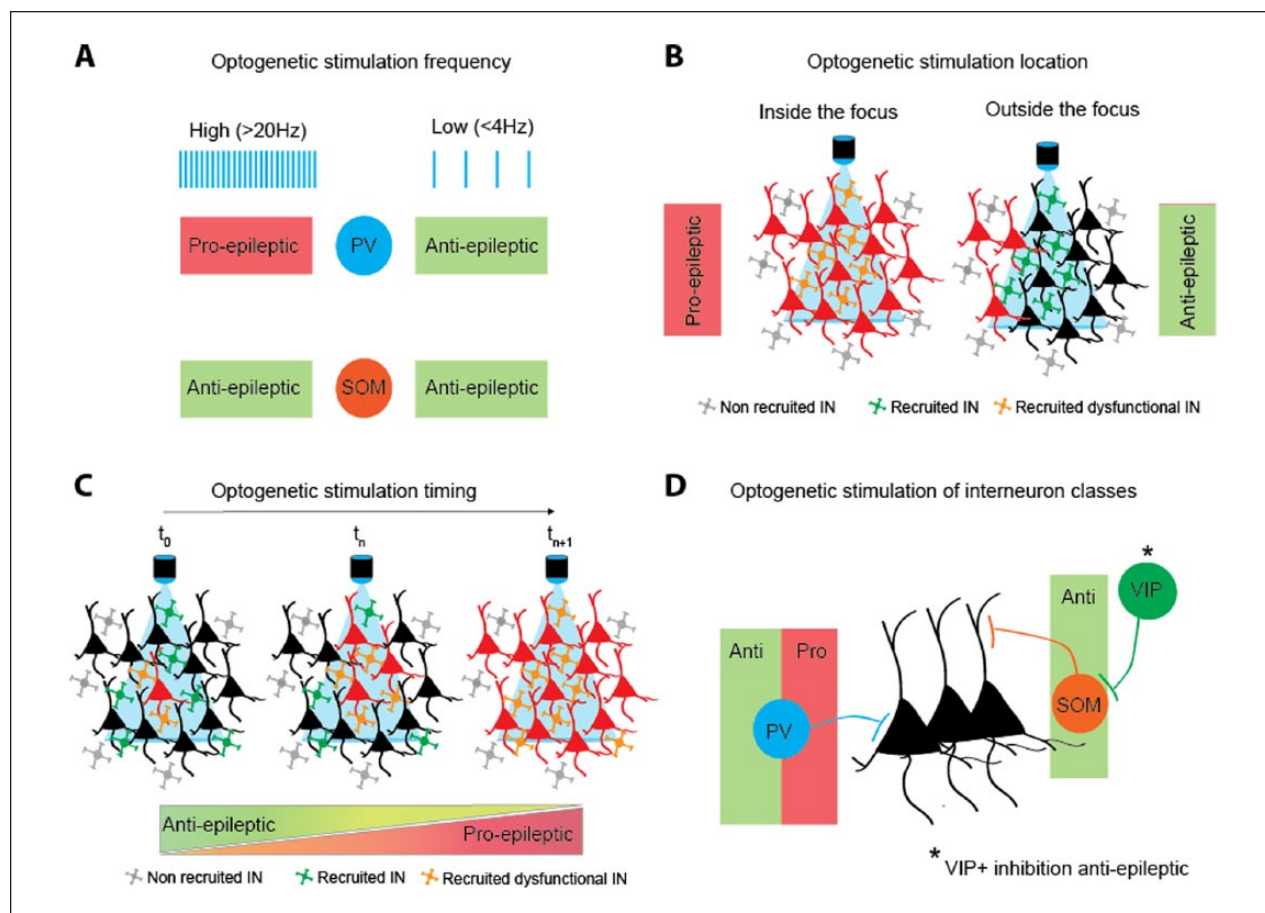 A
Optogenetic stimulation frequency
High (>20Hz)
Low (<4Hz)
Pro-epileptic
PV
Anti-epileptic
Anti-epileptic
SOM
Anti-epileptic
B
Optogenetic stimulation location
Inside the focus
Outside the focus
Pro-epileptic
Anti-epileptic
Non recruited IN
Recruited IN
Recruited dysfunctional IN
C
Optogenetic stimulation timing
t0
tn
tn+1
Anti-epileptic
Pro-epileptic
Non recruited IN
Recruited IN
Recruited dysfunctional IN
D
Optogenetic stimulation of interneuron classes
*
Anti
VIP
Anti
Pro
SOM
PV
* VIP+ inhibition anti-epileptic